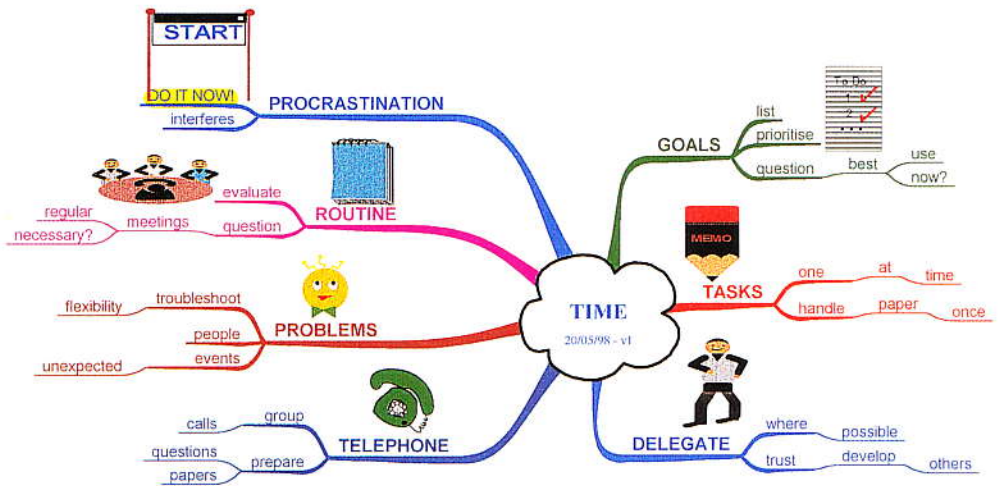 START
DO IT NOW!
interferes
PROCRASTINATION
evaluate
question
meetings
regular
necessary?
ROUTINE
troubleshoot
flexibility
people
events
unexpected
PROBLEMS
group
calls
prepare
questions
papers
TELEPHONE
TIME
20/05/98 - v1
GOALS
list
prioritise
question
best
use
now?
To Do
1
2
...
MEMO
TASKS
one
at
time
handle
paper
once
DELEGATE
where
possible
trust
develop
others